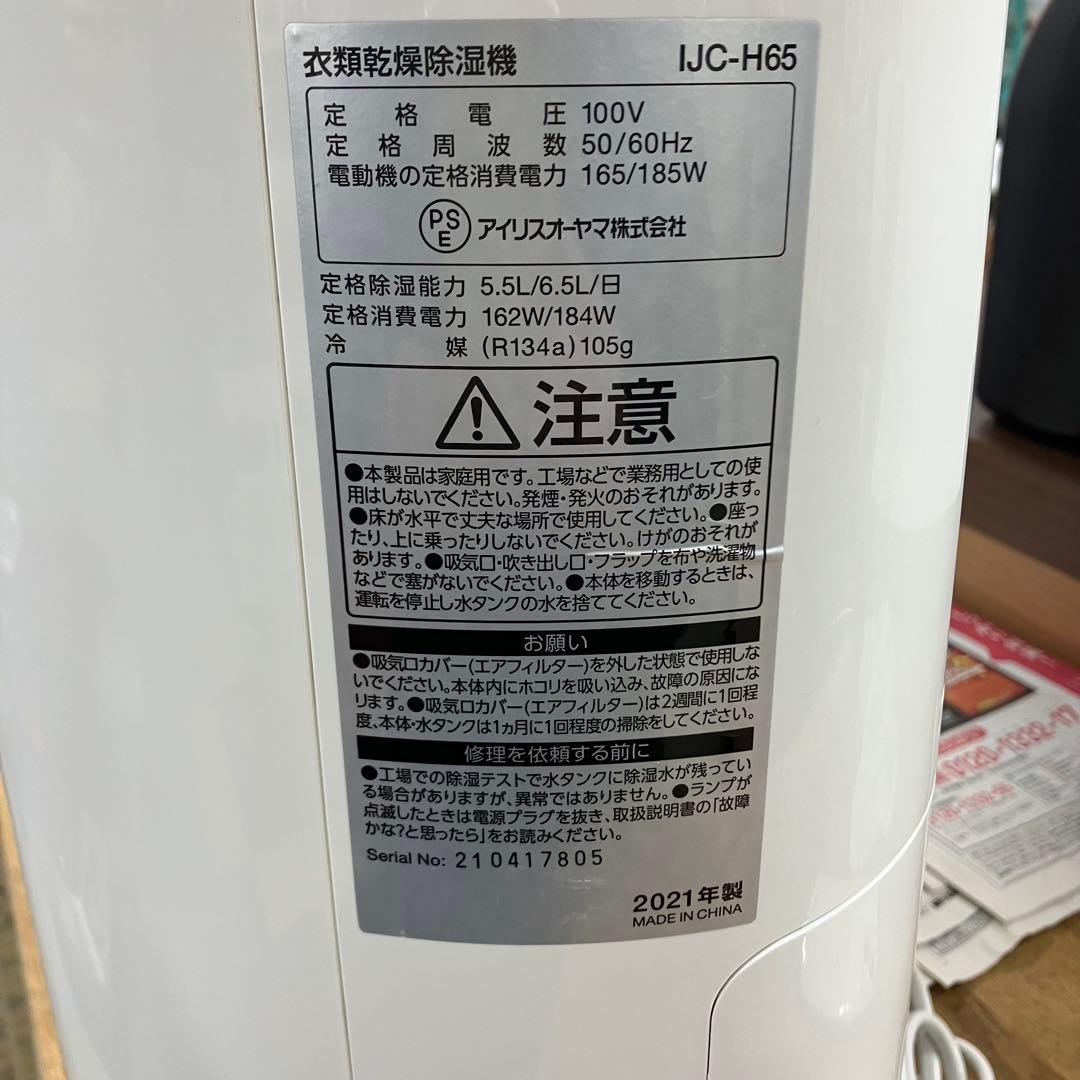 衣類乾燥除湿機 IJC-H65
定格電圧 100V
定格周波数 50/60Hz
電動機の定格消費電力 165/185W
PSE アイリスオーヤマ株式会社
定格除湿能力 5.5L/6.5L/日
定格消費電力 162W/184W
冷媒 (R134a)105g
注意
●本製品は家庭用です。工場などで業務用としての使
用はしないでください。発煙・発火のおそれがあります。
●床が水平で丈夫な場所で使用してください。●座っ
たり、上に乗ったりしないでください。けがのおそれが
あります。●吸気口・吹き出し口・フラップを布や洗濯物
などで塞がないでください。●本体を移動するときは、
運転を停止し水タンクの水を捨ててください。
お願い
●吸気口カバー(エアフィルター)を外した状態で使用しな
いでください。本体内にホコリを吸い込み、故障の原因にな
ります。●吸気口カバー(エアフィルター)は2週間に1回程
度、本体・水タンクは1ヵ月に1回程度の掃除をしてください。
修理を依頼する前に
●工場での除湿テストで水タンクに除湿水が残ってい
る場合がありますが、異常ではありません。●ランプが
点滅したときは電源プラグを抜き、取扱説明書の「故障
かな?と思ったら」をお読みください。
Serial No: 210417805
2021年製
MADE IN CHINA
0120-1332-17